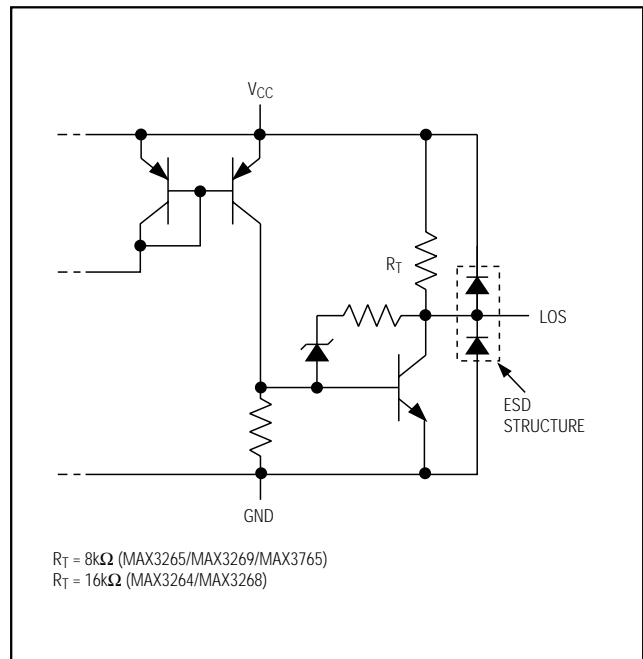 VCC
RT
LOS
ESD
STRUCTURE
GND
RT = 8kΩ (MAX3265/MAX3269/MAX3765)
RT = 16kΩ (MAX3264/MAX3268)